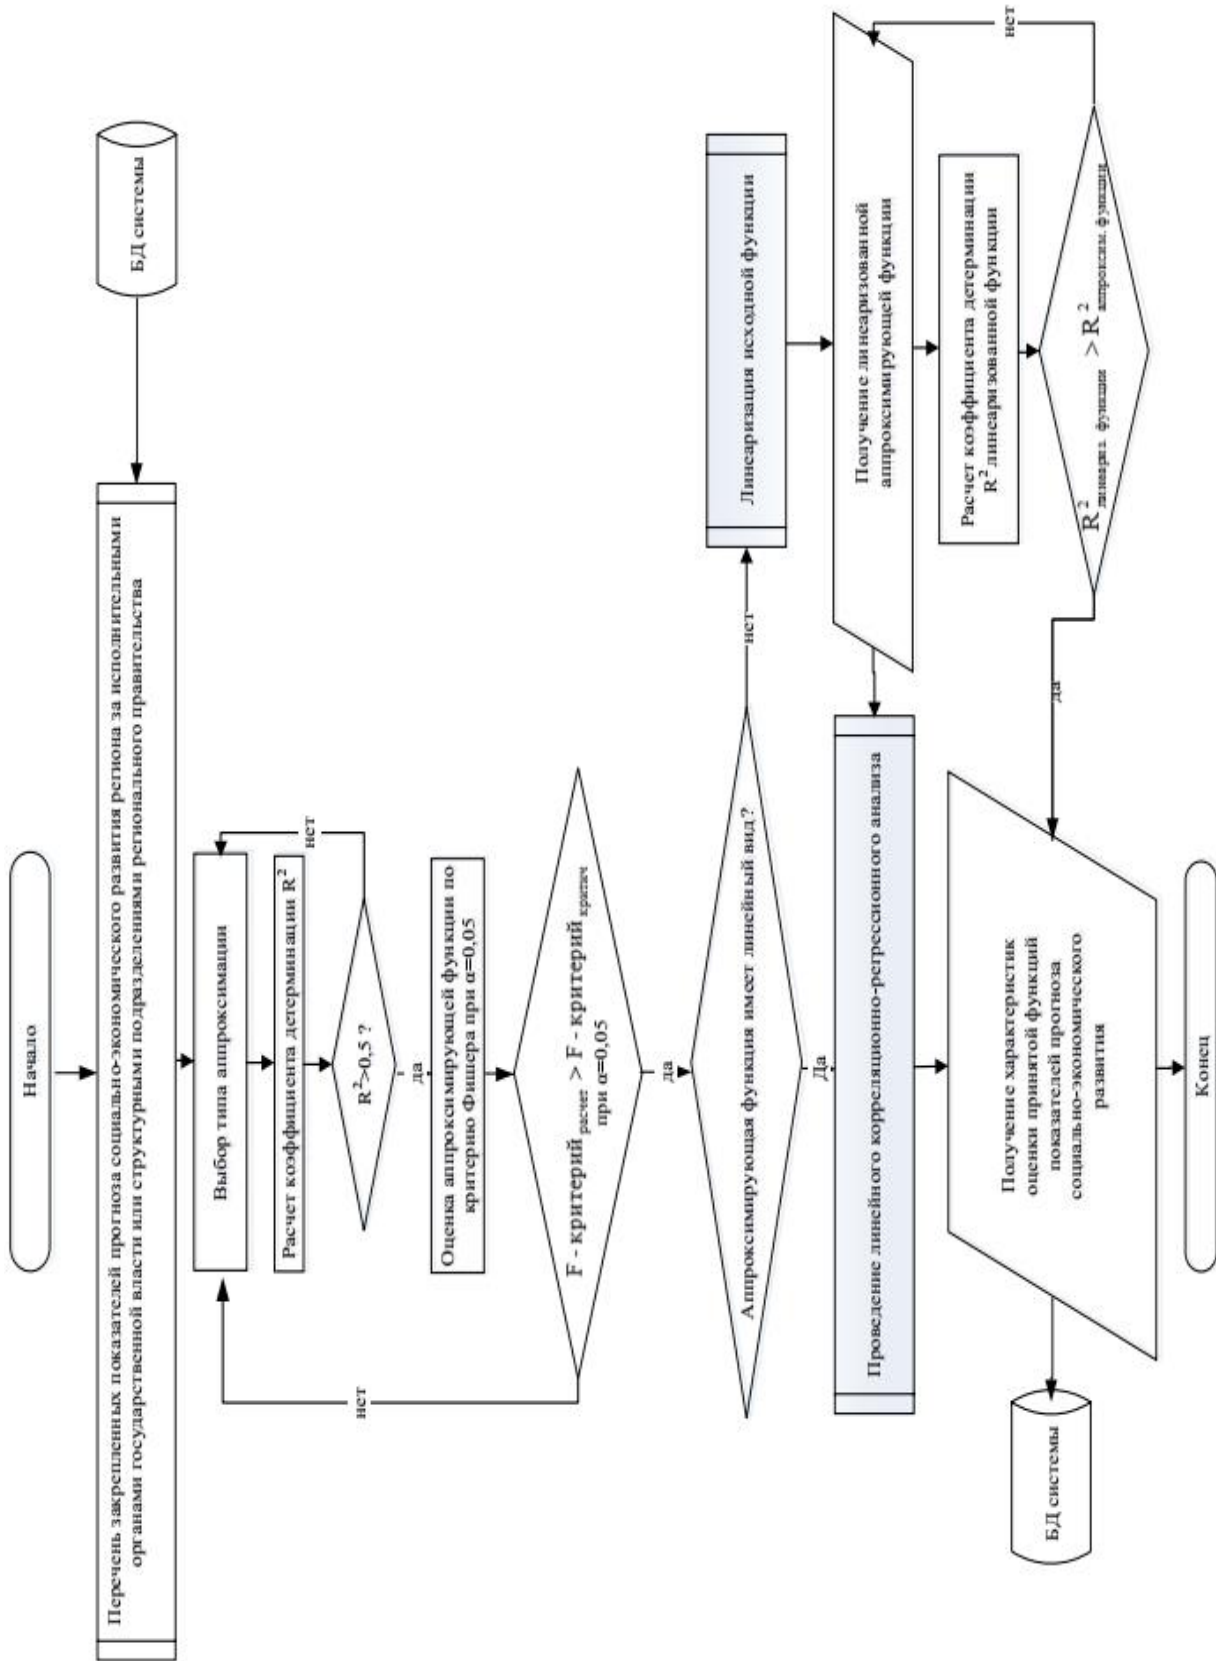 Начало
БД системы
Перечень закрепленных показателей прогноза социально-экономического развития региона за исполнительными
органами государственной власти или структурными подразделениями регионального правительства
Выбор типа аппроксимации
Расчет коэффициента детерминации R²
нет
R²>0,5 ?
да
Оценка аппроксимирующей функции по
критерию Фишера при α=0,05
F - критерий расчет > F - критерий критич
при α=0,05
нет
да
Аппроксимирующая функция имеет линейный вид?
нет
Да
Линеаризация исходной функции
Получение линеаризованной
аппроксимирующей функции
Расчет коэффициента детерминации
R² линеаризованной функции
R² линеариз. функции > R² аппроксим. функции
нет
да
Проведение линейного корреляционно-регрессионного анализа
Получение характеристик
оценки принятой функций
показателей прогноза
социально-экономического
развития
БД системы
Конец